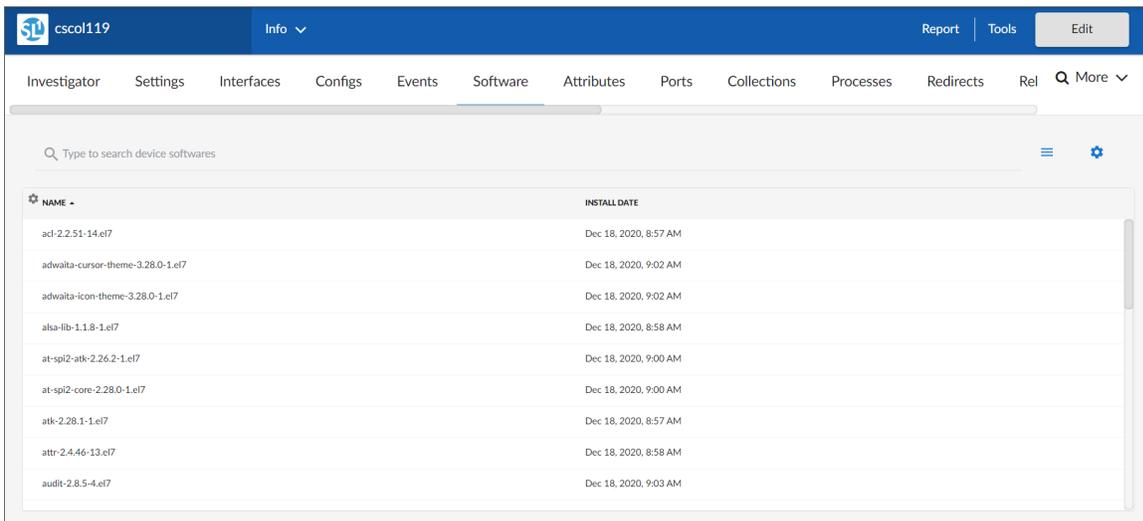 SL1 cscol119 Info Report Tools Edit
Investigator Settings Interfaces Configs Events Software Attributes Ports Collections Processes Redirects Rel More
Type to search device softwares
NAME INSTALL DATE
acl-2.2.51-14.el7 Dec 18, 2020, 8:57 AM
adwaita-cursor-theme-3.28.0-1.el7 Dec 18, 2020, 9:02 AM
adwaita-icon-theme-3.28.0-1.el7 Dec 18, 2020, 9:02 AM
alsa-lib-1.1.8-1.el7 Dec 18, 2020, 8:58 AM
at-spi2-atk-2.26.2-1.el7 Dec 18, 2020, 9:00 AM
at-spi2-core-2.28.0-1.el7 Dec 18, 2020, 9:00 AM
atk-2.28.1-1.el7 Dec 18, 2020, 8:57 AM
attr-2.4.46-13.el7 Dec 18, 2020, 8:58 AM
audit-2.8.5-4.el7 Dec 18, 2020, 9:03 AM